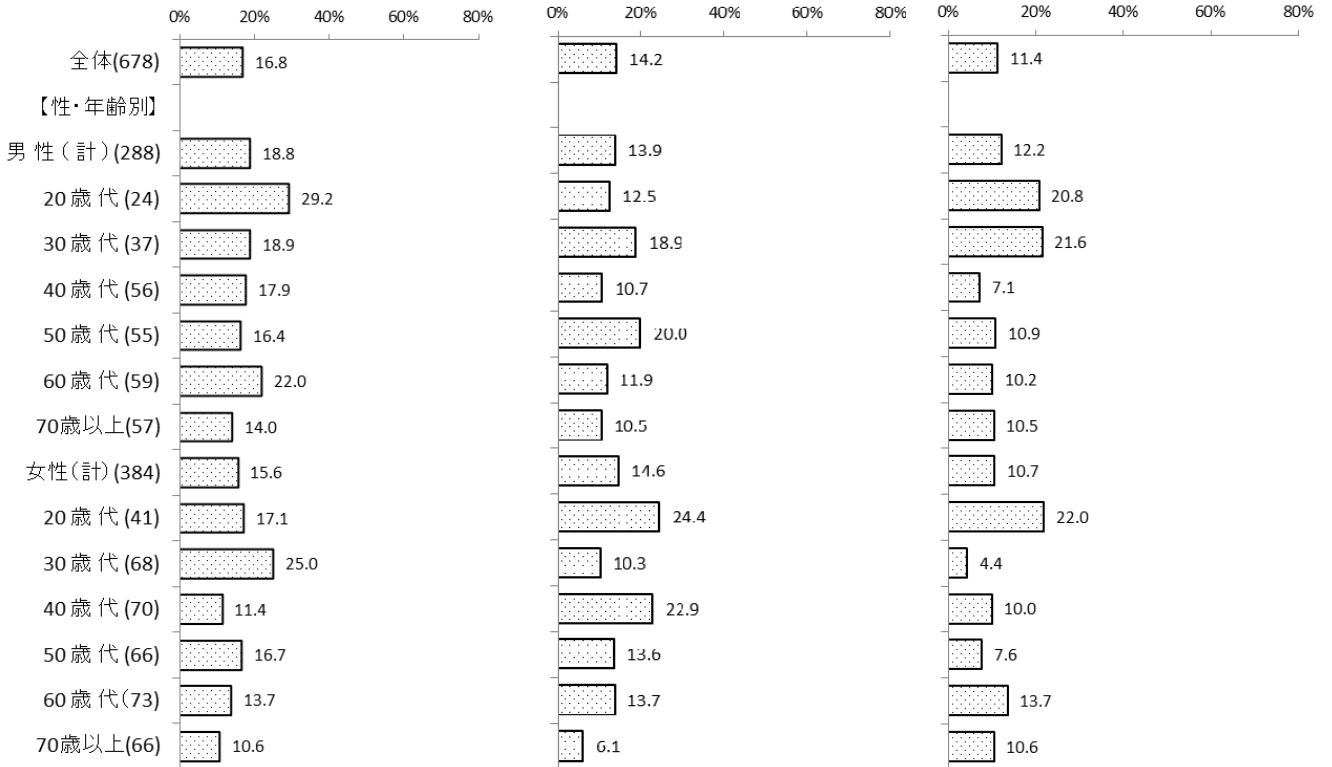 0% 20% 40% 60% 80% 0% 20% 40% 60% 80% 0% 20% 40% 60% 80%
全体(678) 16.8 14.2 11.4
【性・年齢別】
男性(計)(288) 18.8 13.9 12.2
20歳代(24) 29.2 12.5 20.8
30歳代(37) 18.9 18.9 21.6
40歳代(56) 17.9 10.7 7.1
50歳代(55) 16.4 20.0 10.9
60歳代(59) 22.0 11.9 10.2
70歳以上(57) 14.0 10.5 10.5
女性(計)(384) 15.6 14.6 10.7
20歳代(41) 17.1 24.4 22.0
30歳代(68) 25.0 10.3 4.4
40歳代(70) 11.4 22.9 10.0
50歳代(66) 16.7 13.6 7.6
60歳代(73) 13.7 13.7 13.7
70歳以上(66) 10.6 6.1 10.6